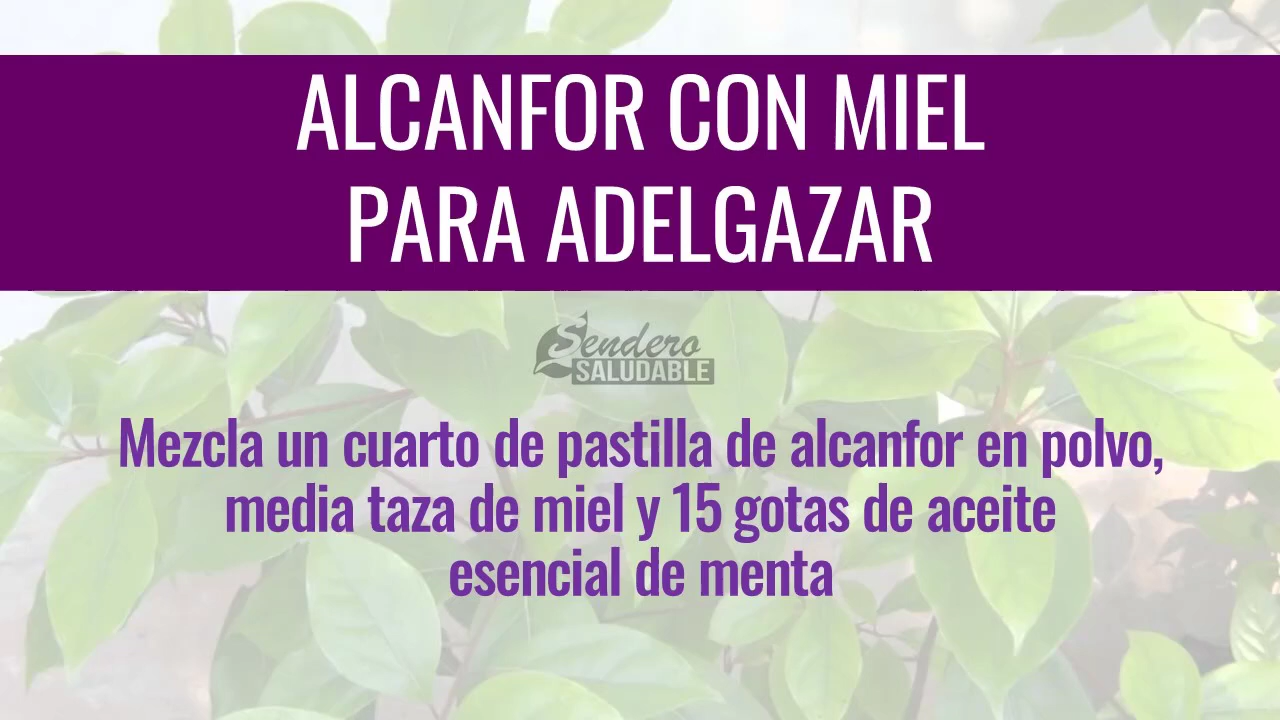 ALCANFOR CON MIEL
PARA ADELGAZAR
Sendero
SALUDABLE
Mezcla un cuarto de pastilla de alcanfor en polvo,
media taza de miel y 15 gotas de aceite
esencial de menta